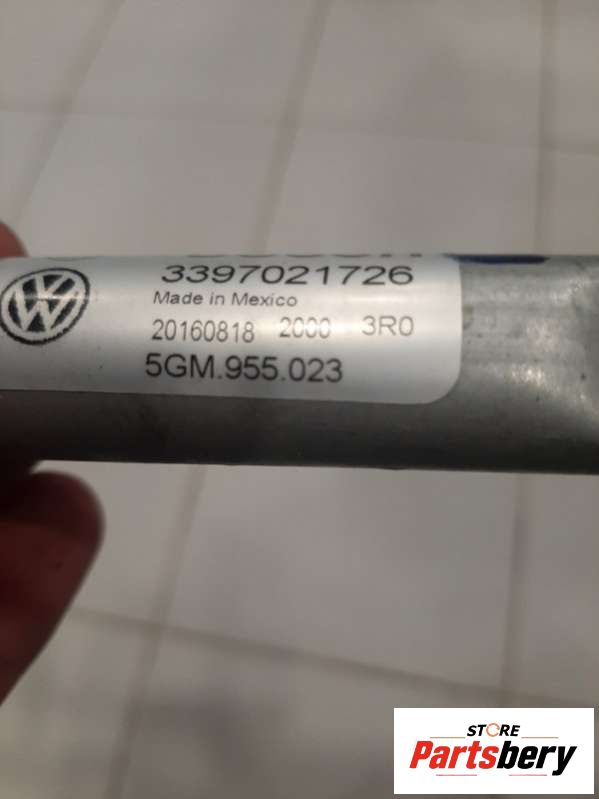 3397021726
Made in Mexico
20160818 2000 3R0
5GM.955.023
STORE
Partsbery